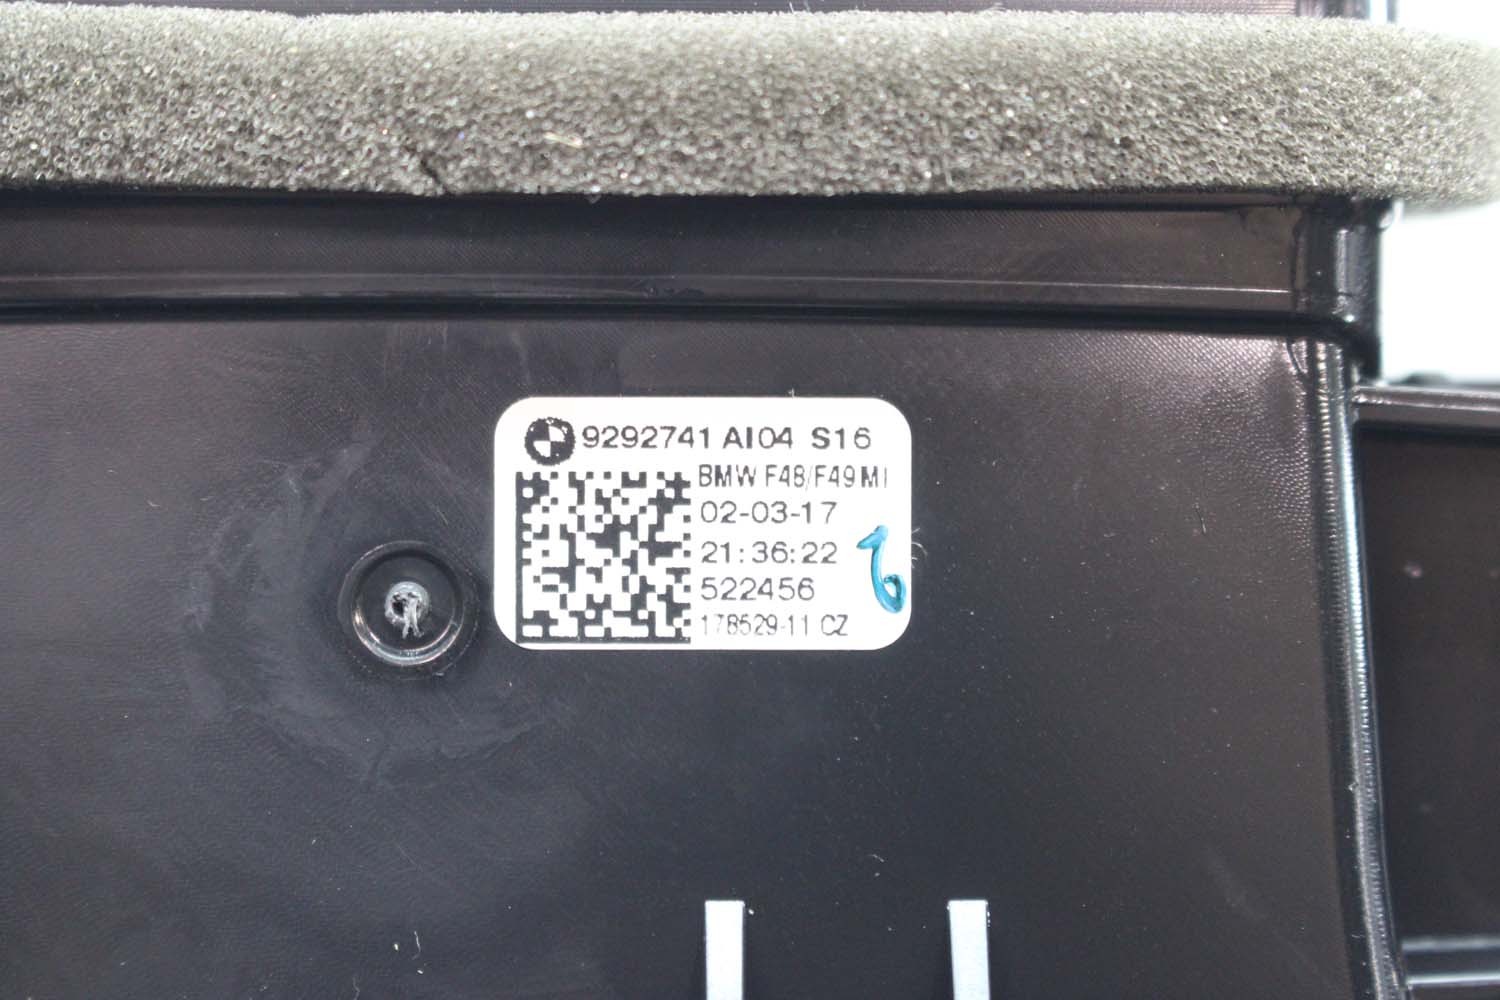 9292741 AI04 S16
BMW F48/F49 MI
02-03-17
21:36:22
522456
178529-11 CZ